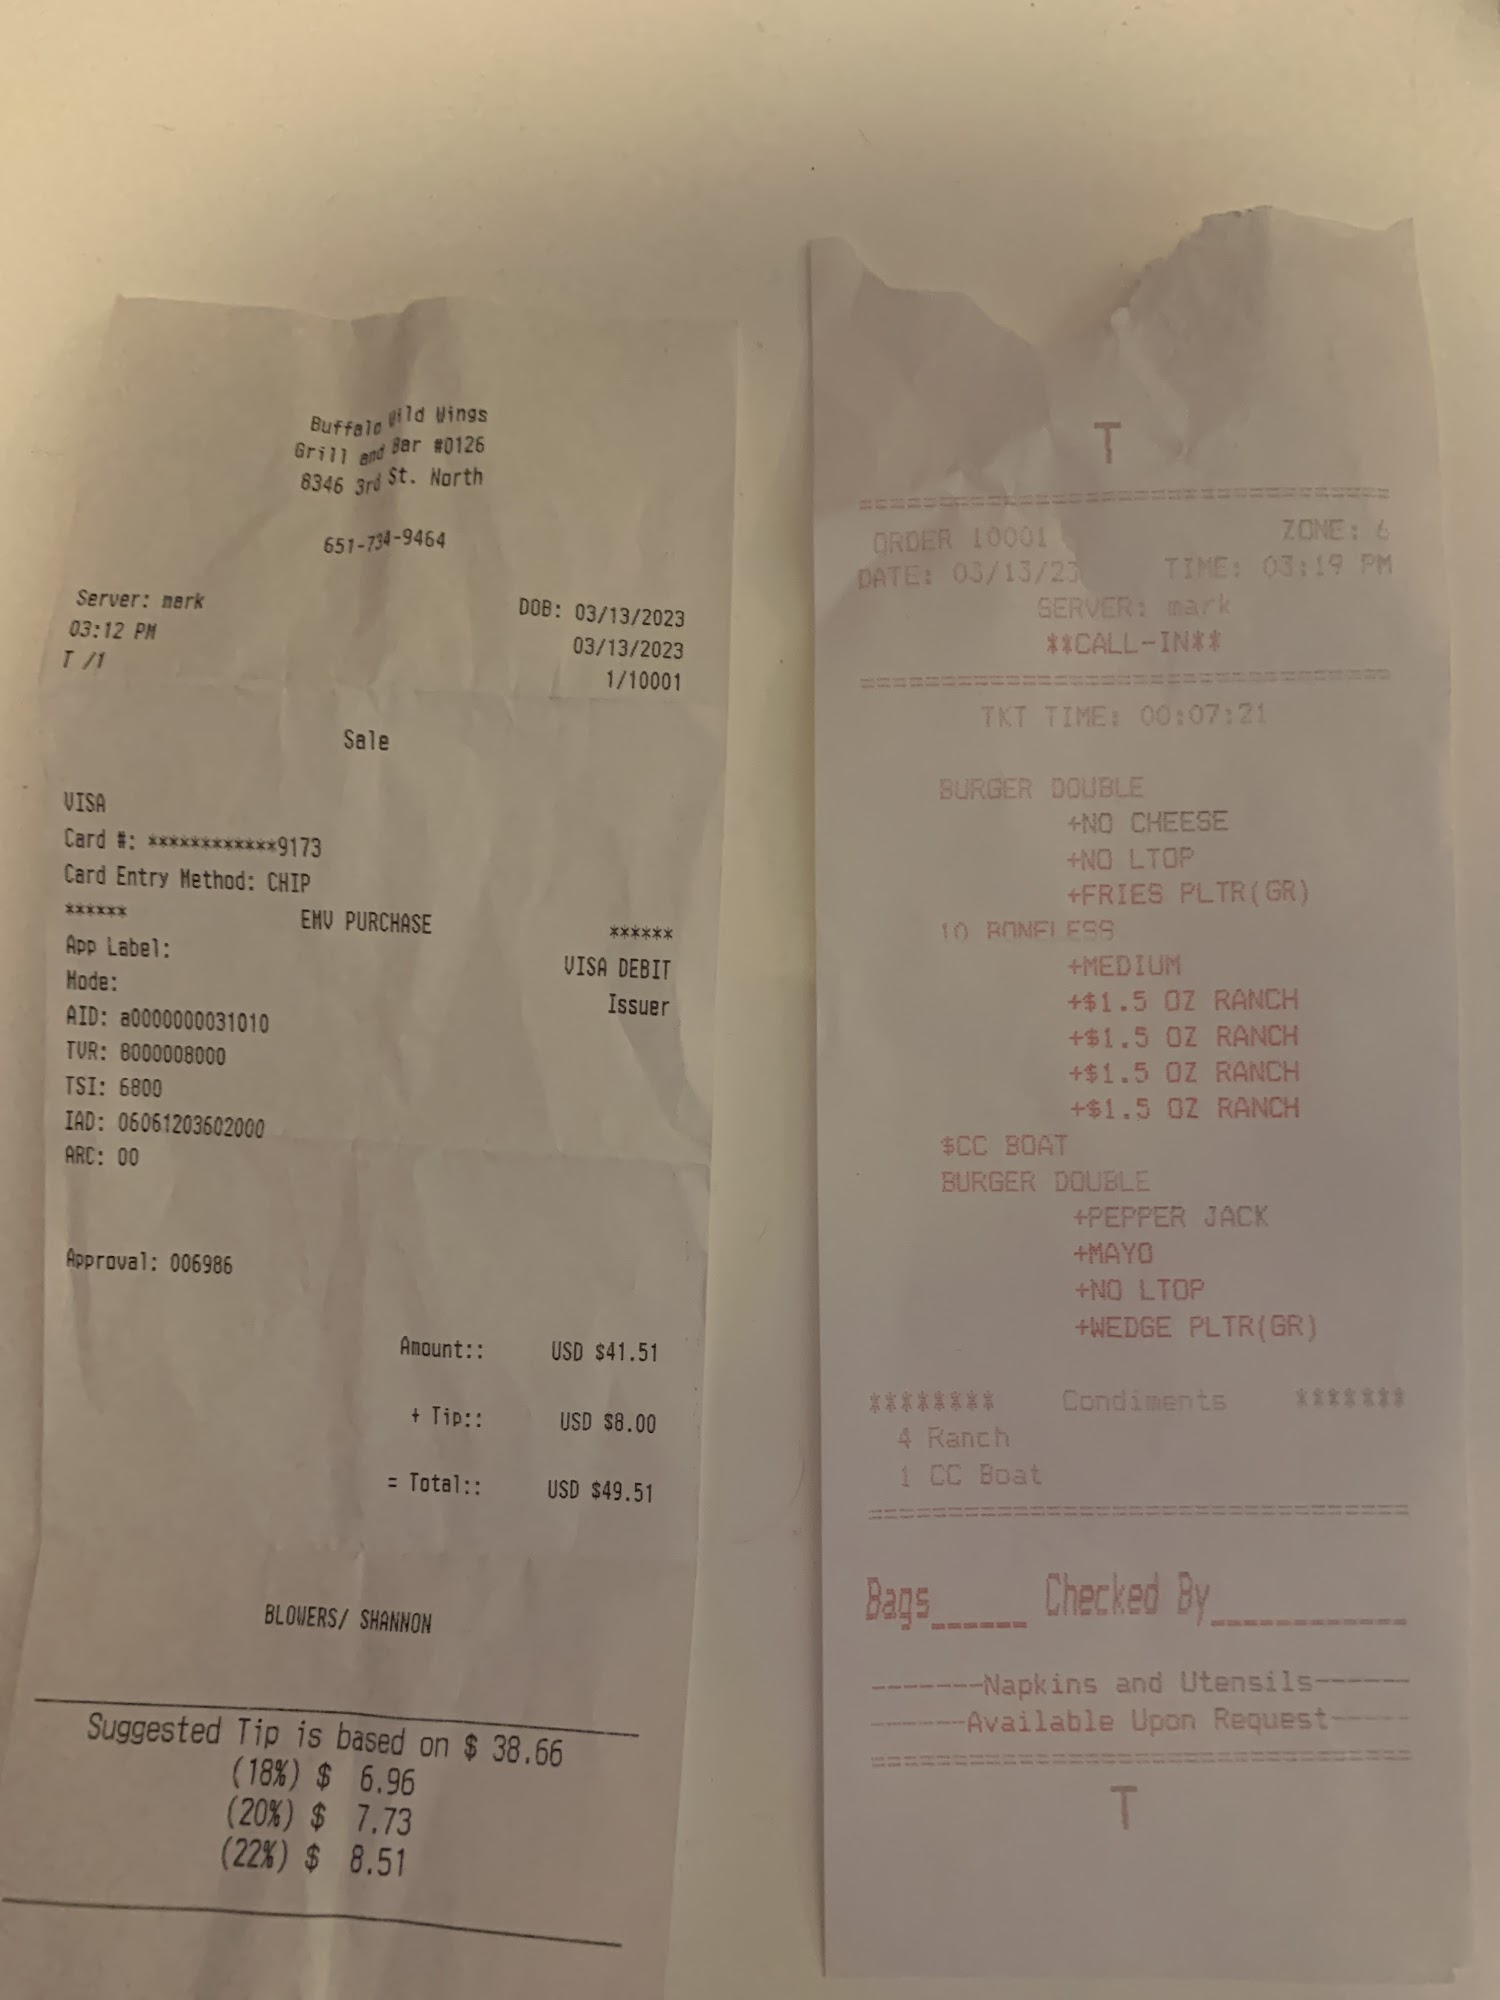 Buffalo Wild Wings
Grill and Bar #0126
8346 3rd St. North
651-734-9464
Server: mark DOB: 03/13/2023
03:12 PM 03/13/2023
T /1 1/10001
Sale
VISA
Card #: ************9173
Card Entry Method: CHIP
****** EMV PURCHASE ******
App Label: VISA DEBIT
Mode: Issuer
AID: a0000000031010
TVR: 8000008000
TSI: 6800
IAD: 06061203602000
ARC: 00
Approval: 006986
Amount:: USD $41.51
+ Tip:: USD $8.00
= Total:: USD $49.51
BLOWERS/ SHANNON
Suggested Tip is based on $ 38.66
(18%) $ 6.96
(20%) $ 7.73
(22%) $ 8.51
T
ORDER 10001 ZONE: 6
DATE: 03/13/23 TIME: 03:19 PM
SERVER: mark
**CALL-IN**
TKT TIME: 00:07:21
BURGER DOUBLE
+NO CHEESE
+NO LTOP
+FRIES PLTR(GR)
10 BONELESS
+MEDIUM
+$1.5 OZ RANCH
+$1.5 OZ RANCH
+$1.5 OZ RANCH
+$1.5 OZ RANCH
$CC BOAT
BURGER DOUBLE
+PEPPER JACK
+MAYO
+NO LTOP
+WEDGE PLTR(GR)
******** Condiments *******
4 Ranch
1 CC Boat
Bags______ Checked By___________
-------Napkins and Utensils------
------Available Upon Request-----
T